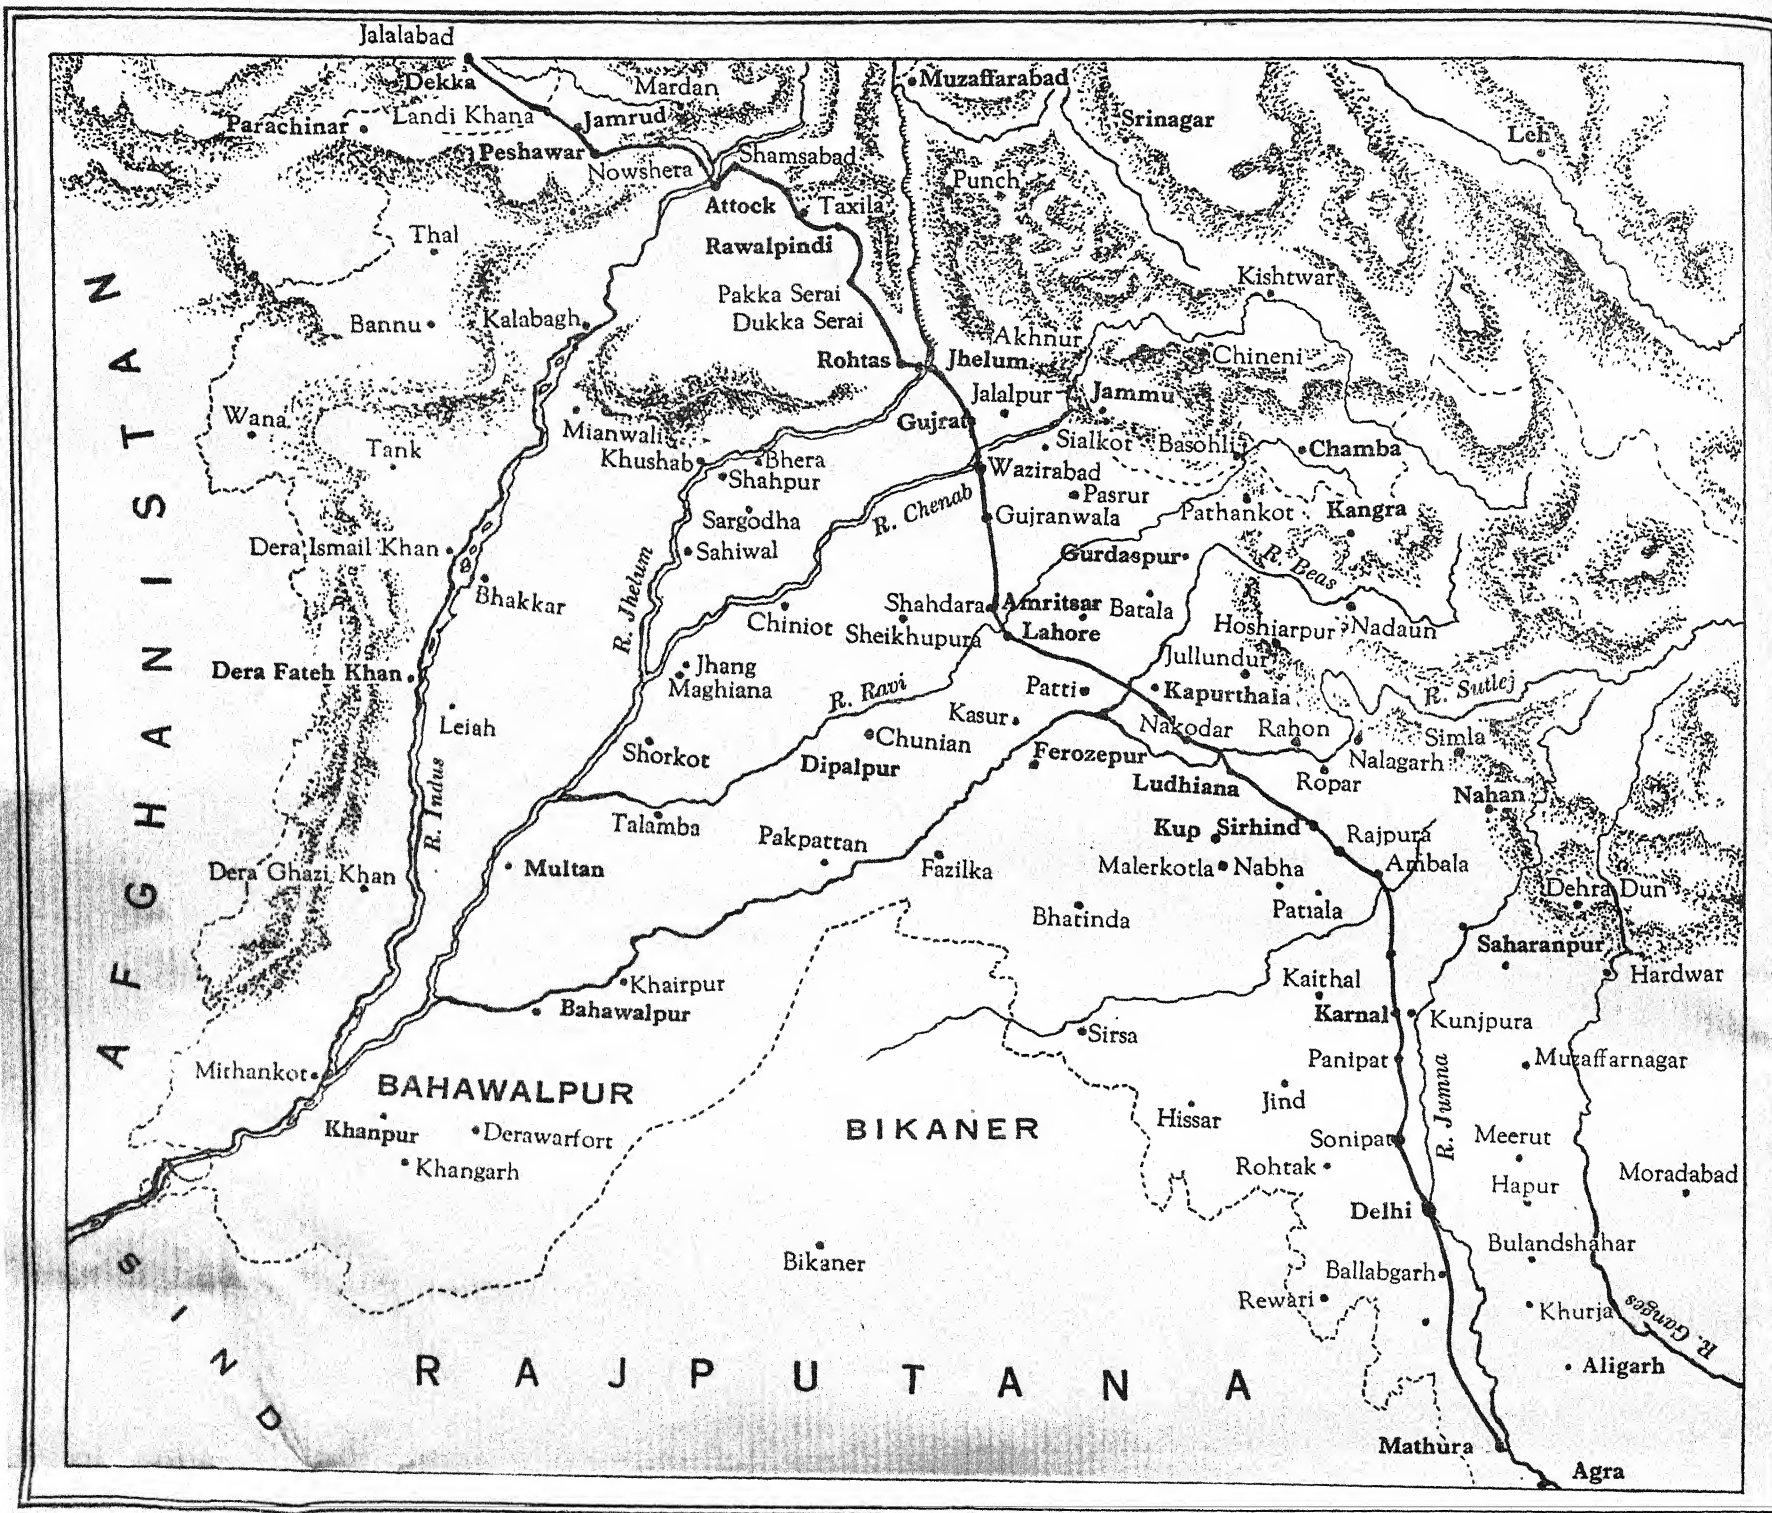 Jalalabad
Dekka
Mardan
Muzaffarabad
Landi Khana
Jamrud
Parachinar
Srinagar
Leh
Peshawar
Shamsabad
Nowshera
Punch
Attock
Taxila
Thal
Rawalpindi
Kishtwar
Pakka Serai
Dukka Serai
Bannu
Kalabagh
Akhnur
Chineni
Rohtas
Jhelum
Jalalpur
Jammu
Wana
Gujrat
Mianwali
Sialkot
Basohli
Chamba
Tank
Khushab
Bhera
Wazirabad
Shahpur
Pasrur
R. Chenab
Sargodha
Gujranwala
Pathankot
Kangra
Dera Ismail Khan
Sahiwal
Gurdaspur
R. Beas
Bhakkar
R. Jhelum
Shahdara
Amritsar
Batala
Chiniot
Sheikhupura
Lahore
Hoshiarpur
Nadaun
Jullundur
Dera Fateh Khan
Jhang
Maghiana
R. Ravi
Patti
Kapurthala
R. Sutlej
Leiah
Kasur
Nakodar
Rahon
Simla
Shorkot
Chunian
Dipalpur
Ferozepur
Nalagarh
Ludhiana
Ropar
Nahan
R. Indus
Talamba
Pakpattan
Kup
Sirhind
Rajpura
Multan
Fazilka
Malerkotla
Nabha
Ambala
Dera Ghazi Khan
Dehra Dun
Bhatinda
Patiala
Saharanpur
Khairpur
Kaithal
Hardwar
Bahawalpur
Karnal
Kunjpura
Sirsa
Mithankot
Panipat
Muzaffarnagar
BAHAWALPUR
Jind
R. Jumna
Hissar
Khanpur
Derawarfort
BIKANER
Sonipat
Meerut
Khangarh
Rohtak
Moradabad
Hapur
Delhi
Bikaner
Bulandshahar
Ballabgarh
Rewari
Khurja
R. Ganges
Aligarh
AFGHANISTAN
SIND
RAJPUTANA
Mathura
Agra